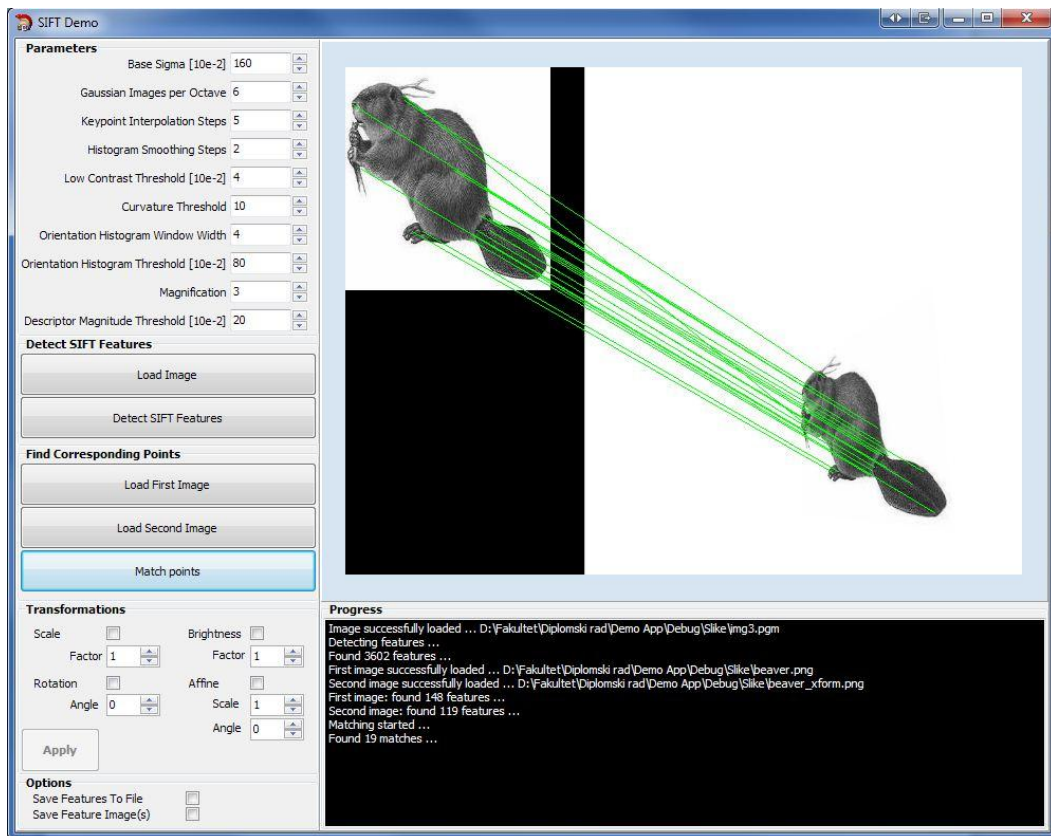 SIFT Demo
Parameters
Base Sigma [10e-2] 160
Gaussian Images per Octave 6
Keypoint Interpolation Steps 5
Histogram Smoothing Steps 2
Low Contrast Threshold [10e-2] 4
Curvature Threshold 10
Orientation Histogram Window Width 4
Orientation Histogram Threshold [10e-2] 80
Magnification 3
Descriptor Magnitude Threshold [10e-2] 20
Detect SIFT Features
Load Image
Detect SIFT Features
Find Corresponding Points
Load First Image
Load Second Image
Match points
Transformations
Scale Brightness
Factor 1 Factor 1
Rotation Affine
Angle 0 Scale 1
Angle 0
Apply
Options
Save Features To File
Save Feature Image(s)
Progress
Image successfully loaded ... D:\Fakultet\Diplomski rad\Demo App\Debug\Slike\img3.pgm
Detecting features ...
Found 3602 features ...
First image successfully loaded ... D:\Fakultet\Diplomski rad\Demo App\Debug\Slike\beaver.png
Second image successfully loaded ... D:\Fakultet\Diplomski rad\Demo App\Debug\Slike\beaver_xform.png
First image: found 148 features ...
Second image: found 119 features ...
Matching started ...
Found 19 matches ...